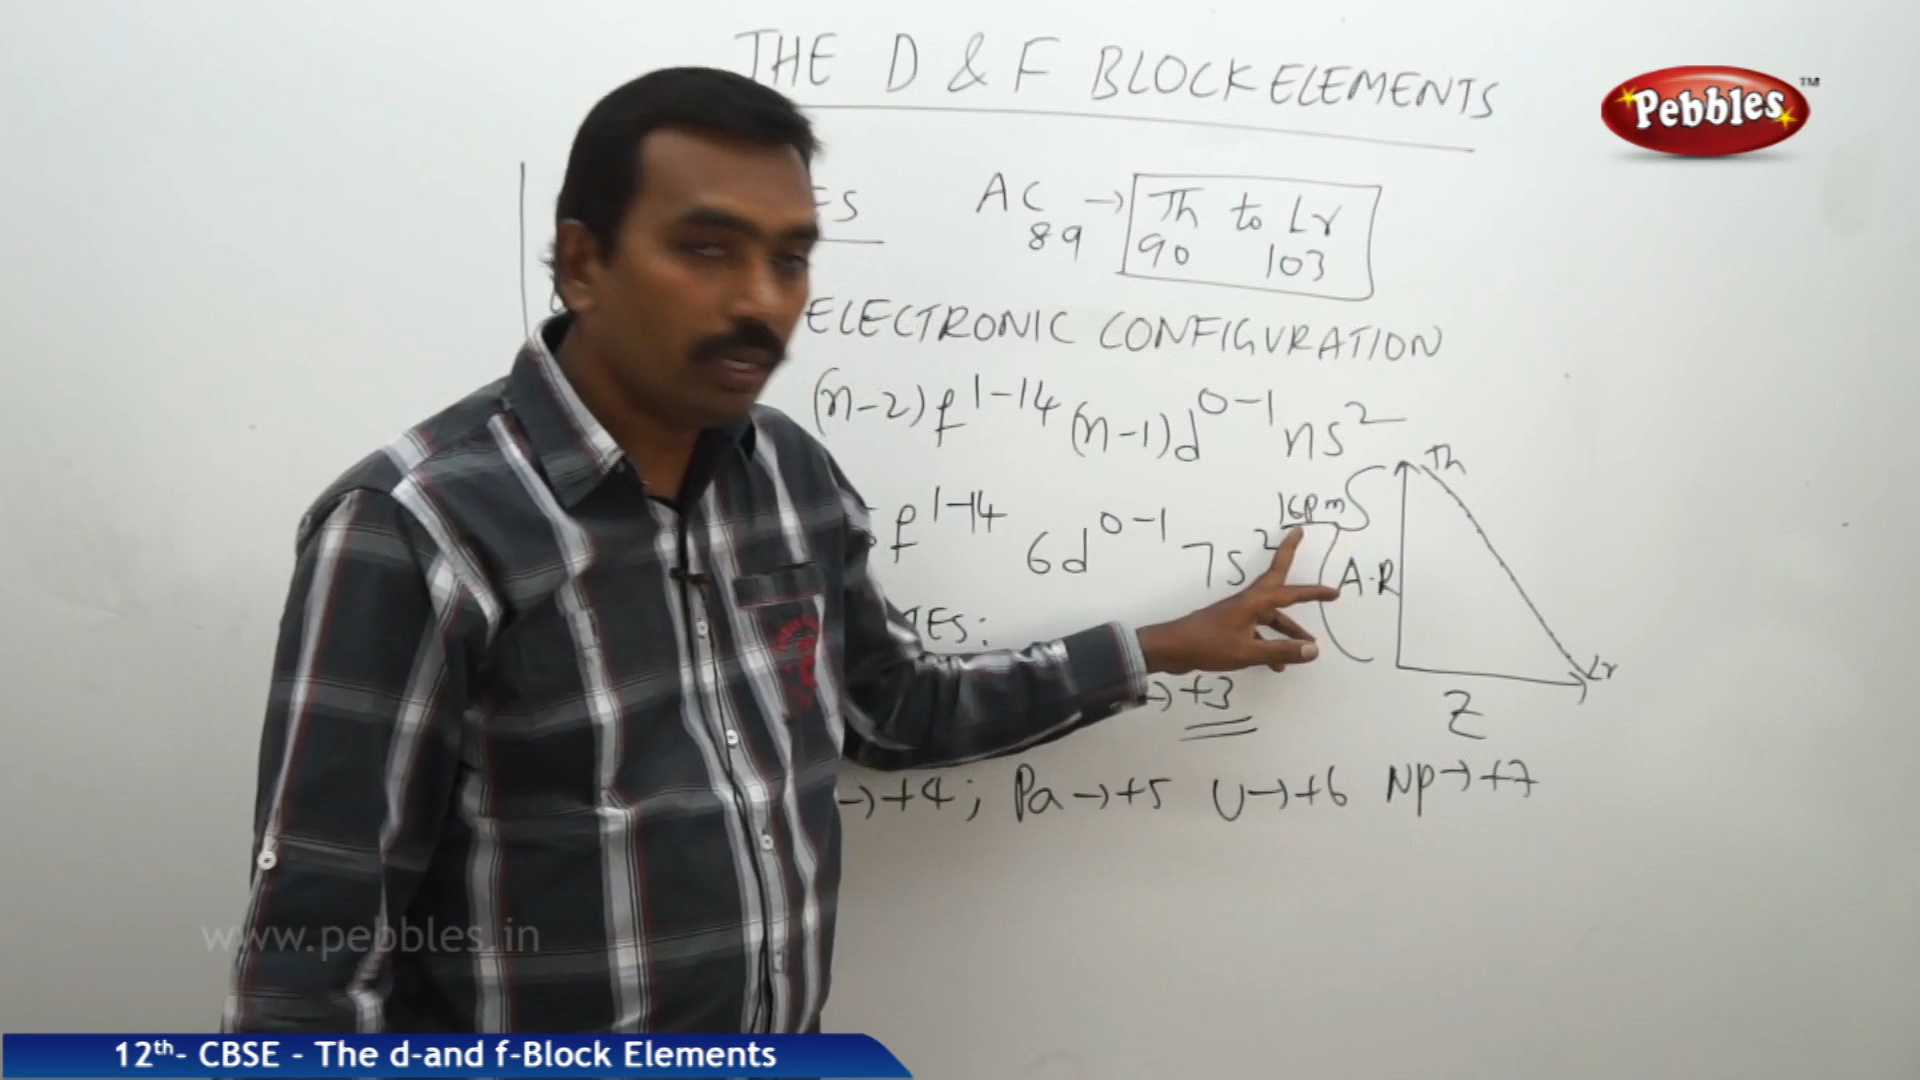 THE D & F BLOCK ELEMENTS
Pebbles™
ES AC → Th to Lr
89 90 103
ELECTRONIC CONFIGURATION
(n-2)f¹⁻¹⁴ (n-1)d⁰⁻¹ ns²
Th
f¹⁻¹⁴ 6d⁰⁻¹ 7s² 16pm
A.R
ES:
→ +3 Lr
Z
→ +4; Pa → +5 U → +6 Np → +7
www.pebbles.in
12th- CBSE - The d-and f-Block Elements